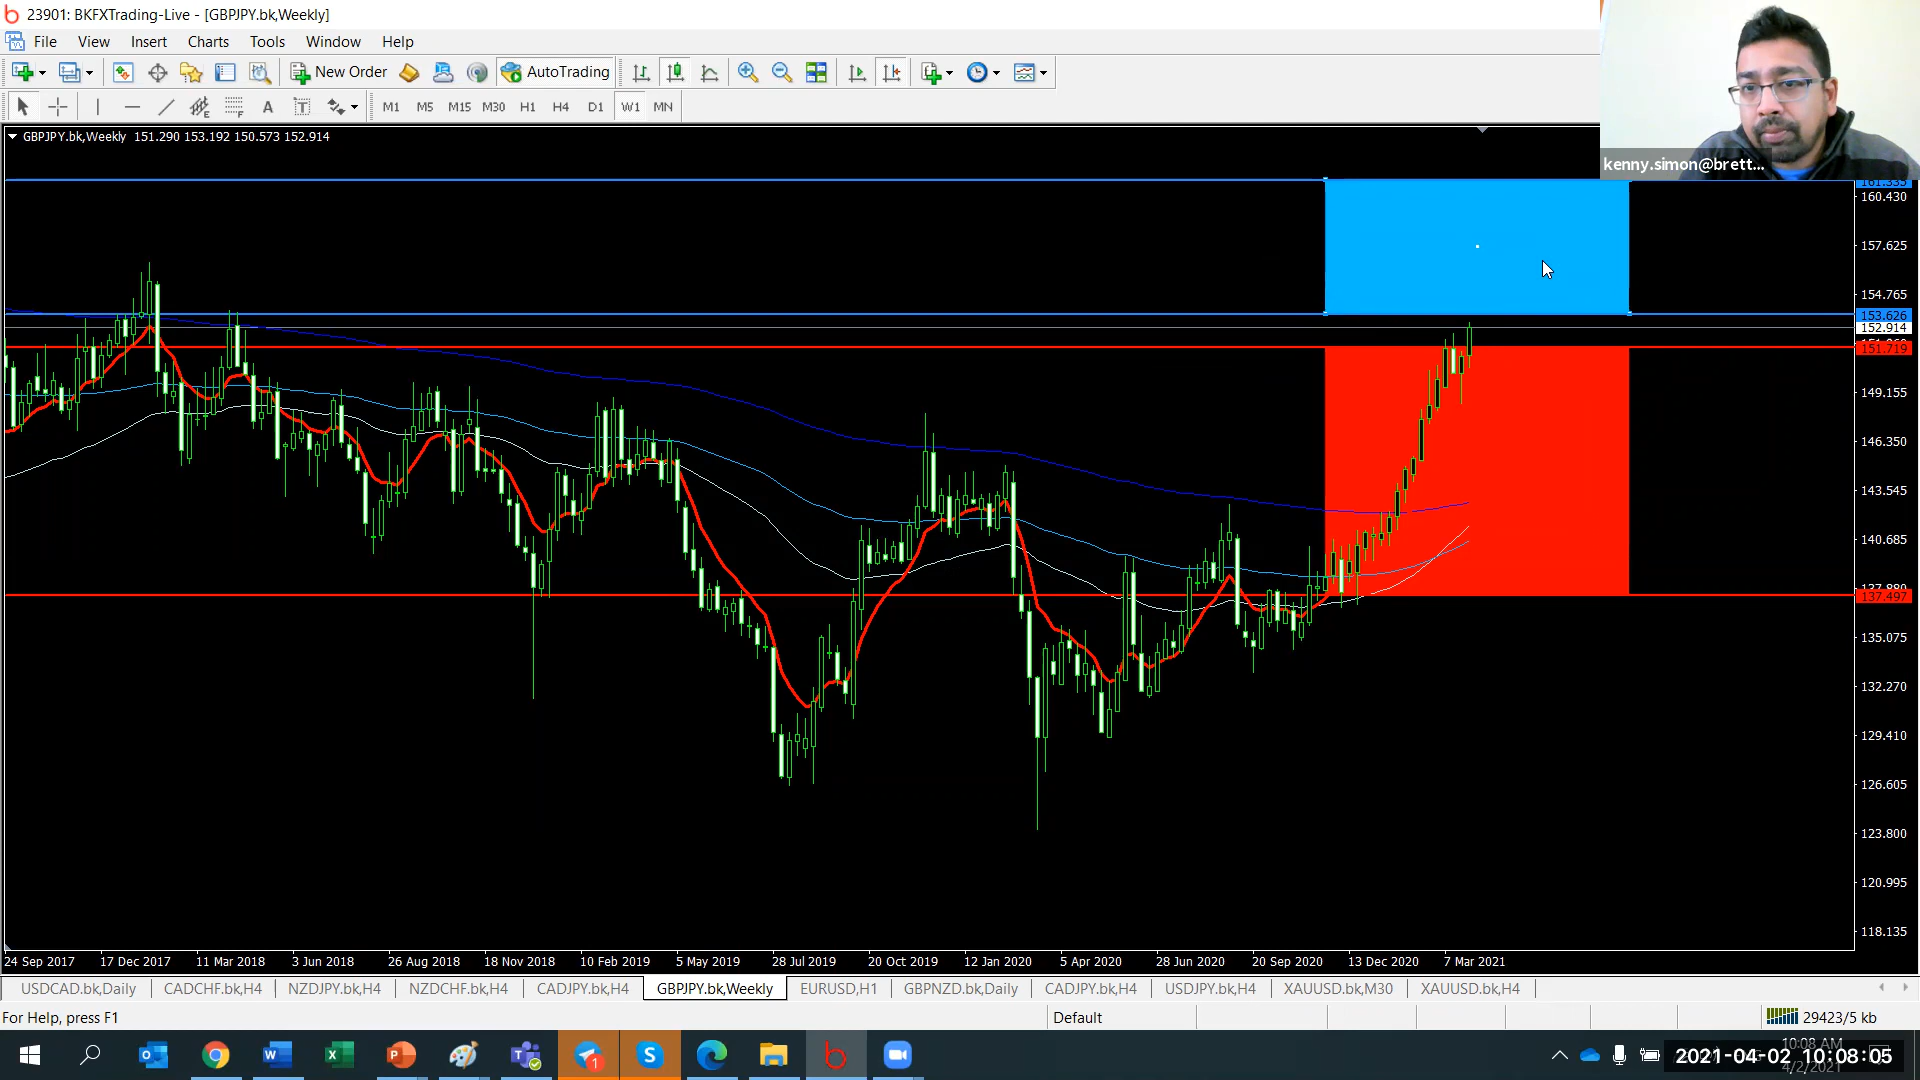 23901: BKFXTrading-Live - [GBPJPY.bk,Weekly]
File View Insert Charts Tools Window Help
New Order AutoTrading
A T M1 M5 M15 M30 H1 H4 D1 W1 MN
kenny.simon@brett...
GBPJPY.bk,Weekly 151.290 153.192 150.573 152.914
161.335
160.430
157.625
154.765
153.626
152.914
151.719
149.155
146.350
143.545
140.685
137.497
135.075
132.270
129.410
126.605
123.800
120.995
118.135
24 Sep 2017 17 Dec 2017 11 Mar 2018 3 Jun 2018 26 Aug 2018 18 Nov 2018 10 Feb 2019 5 May 2019 28 Jul 2019 20 Oct 2019 12 Jan 2020 5 Apr 2020 28 Jun 2020 20 Sep 2020 13 Dec 2020 7 Mar 2021
USDCAD.bk,Daily CADCHF.bk,H4 NZDJPY.bk,H4 NZDCHF.bk,H4 CADJPY.bk,H4 GBPJPY.bk,Weekly EURUSD,H1 GBPNZD.bk,Daily CADJPY.bk,H4 USDJPY.bk,H4 XAUUSD.bk,M30 XAUUSD.bk,H4
For Help, press F1 Default 29423/5 kb
10:08 AM
2021-04-02 10:08:05